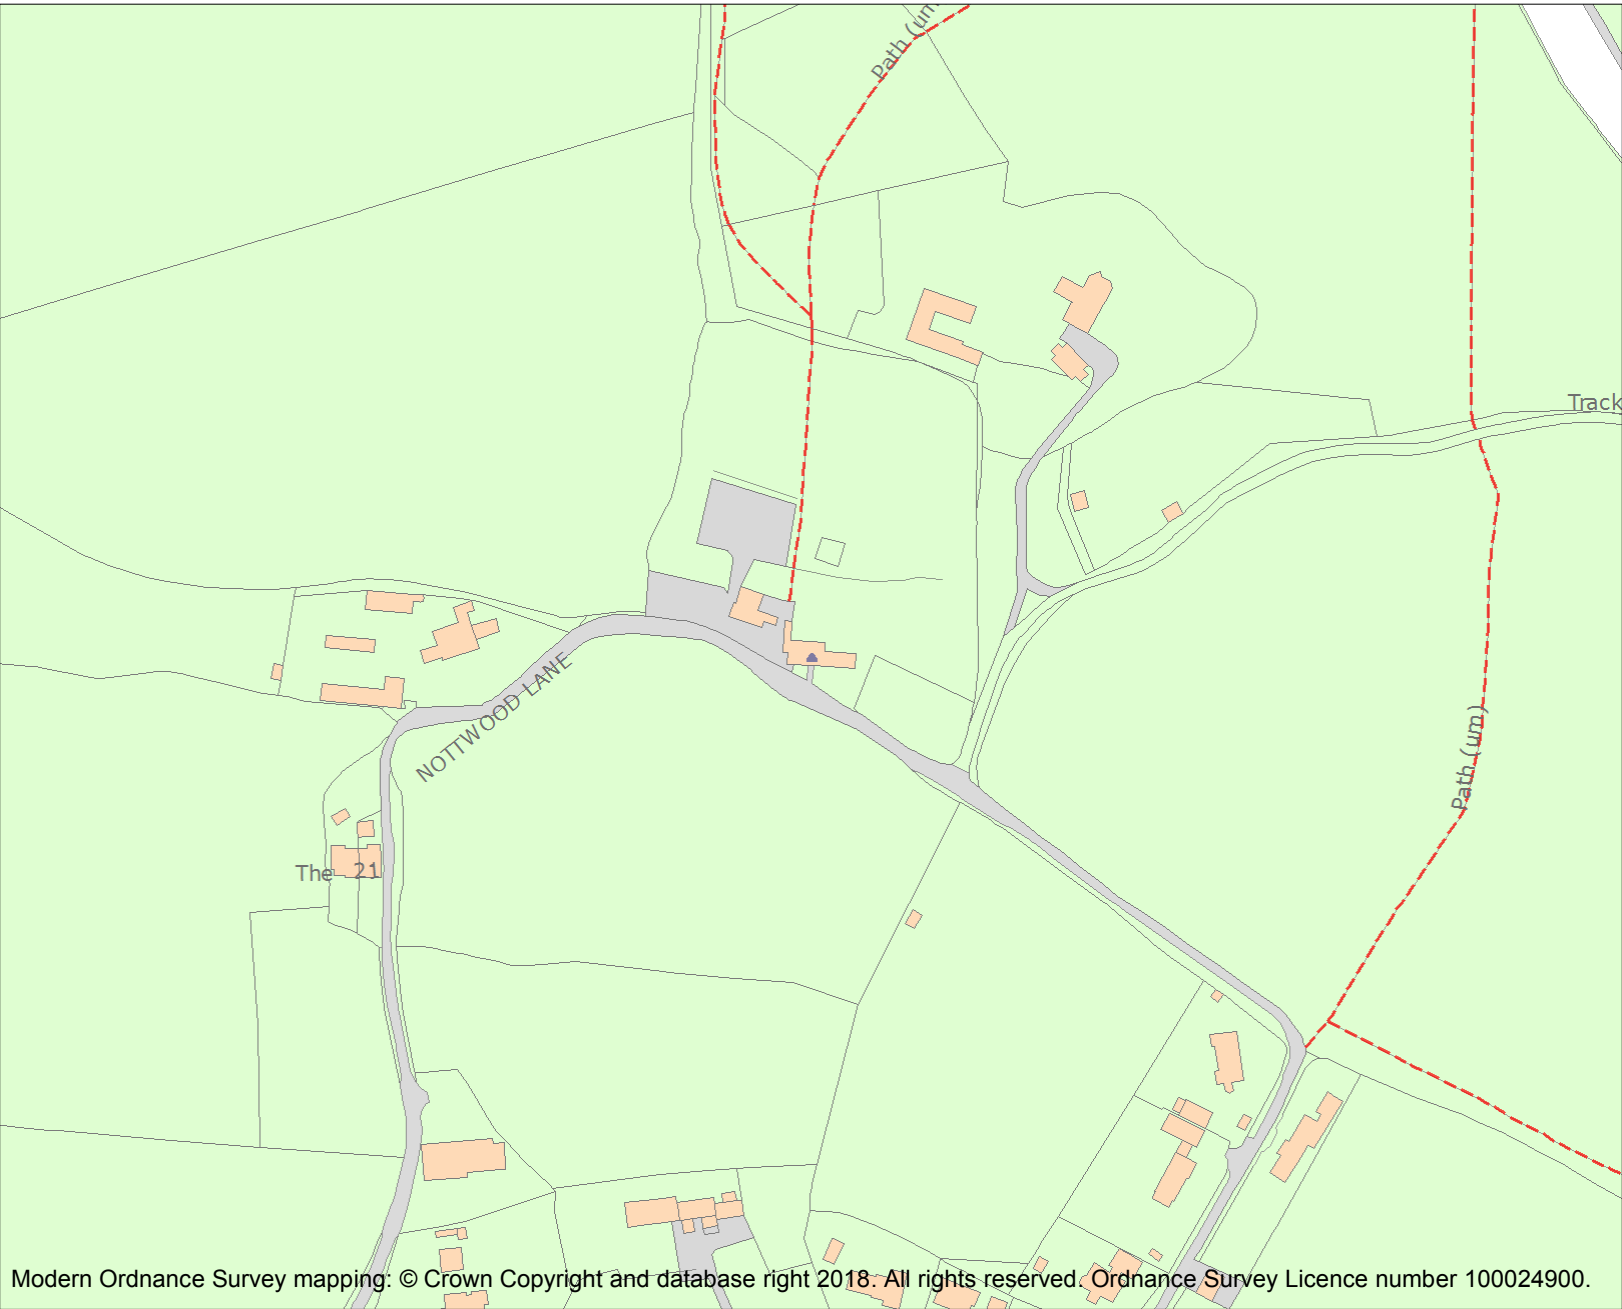 Path (um
Track
NOTTWOOD LANE
Path (um)
The 21
Modern Ordnance Survey mapping: © Crown Copyright and database right 2018. All rights reserved. Ordnance Survey Licence number 100024900.